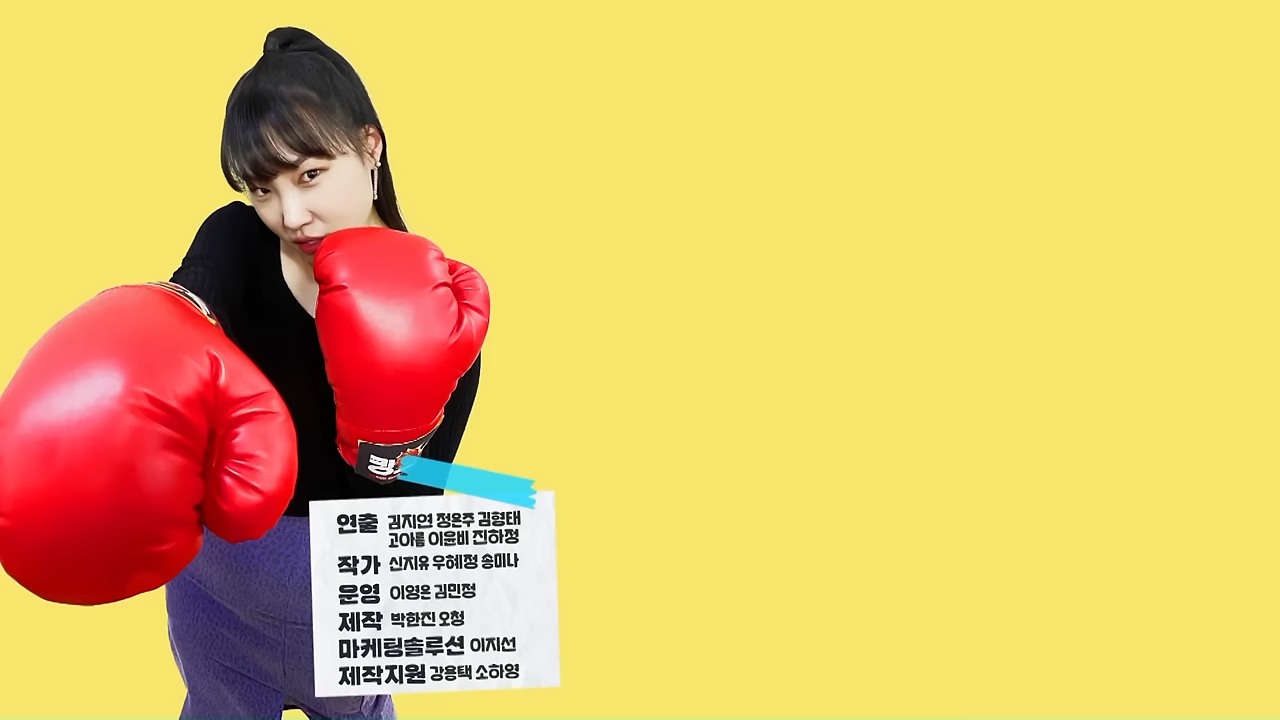 연출 김지연 정은주 김형태
고아름 이윤비 진하정
작가 신지유 우혜정 송미나
운영 이영은 김민정
제작 박한진 오청
마케팅솔루션 이지선
제작지원 강용택 소하영